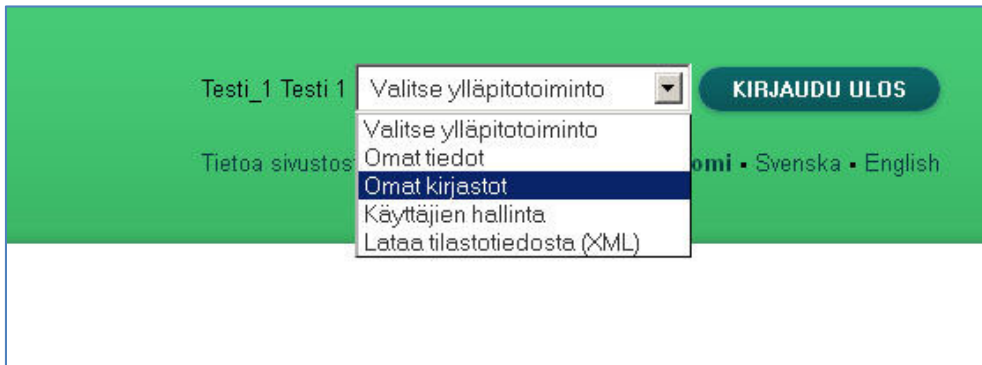 Testi_1 Testi 1 Valitse ylläpitotoiminto KIRJAUDU ULOS
Valitse ylläpitotoiminto
Tietoa sivustos Omat tiedot omi ▪ Svenska ▪ English
Omat kirjastot
Käyttäjien hallinta
Lataa tilastotiedosta (XML)